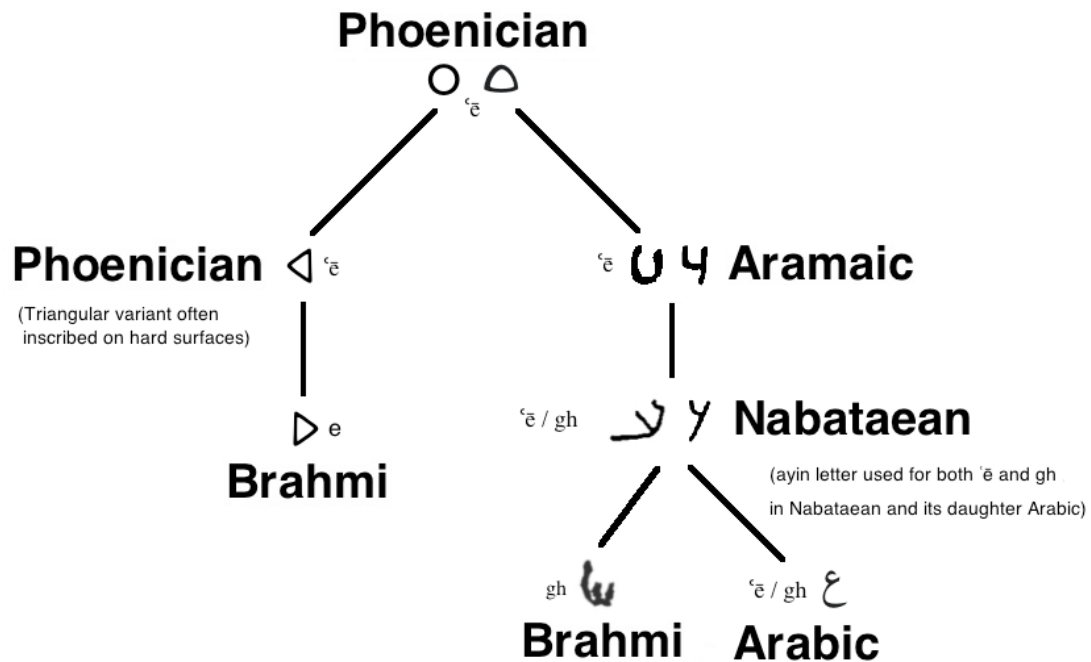 Phoenician
ʿē
Phoenician ʿē
(Triangular variant often
inscribed on hard surfaces)
e
Brahmi
ʿē Aramaic
ʿē / gh Nabataean
(ayin letter used for both ʿē and gh
in Nabataean and its daughter Arabic)
gh
Brahmi
ʿē / gh ع
Arabic